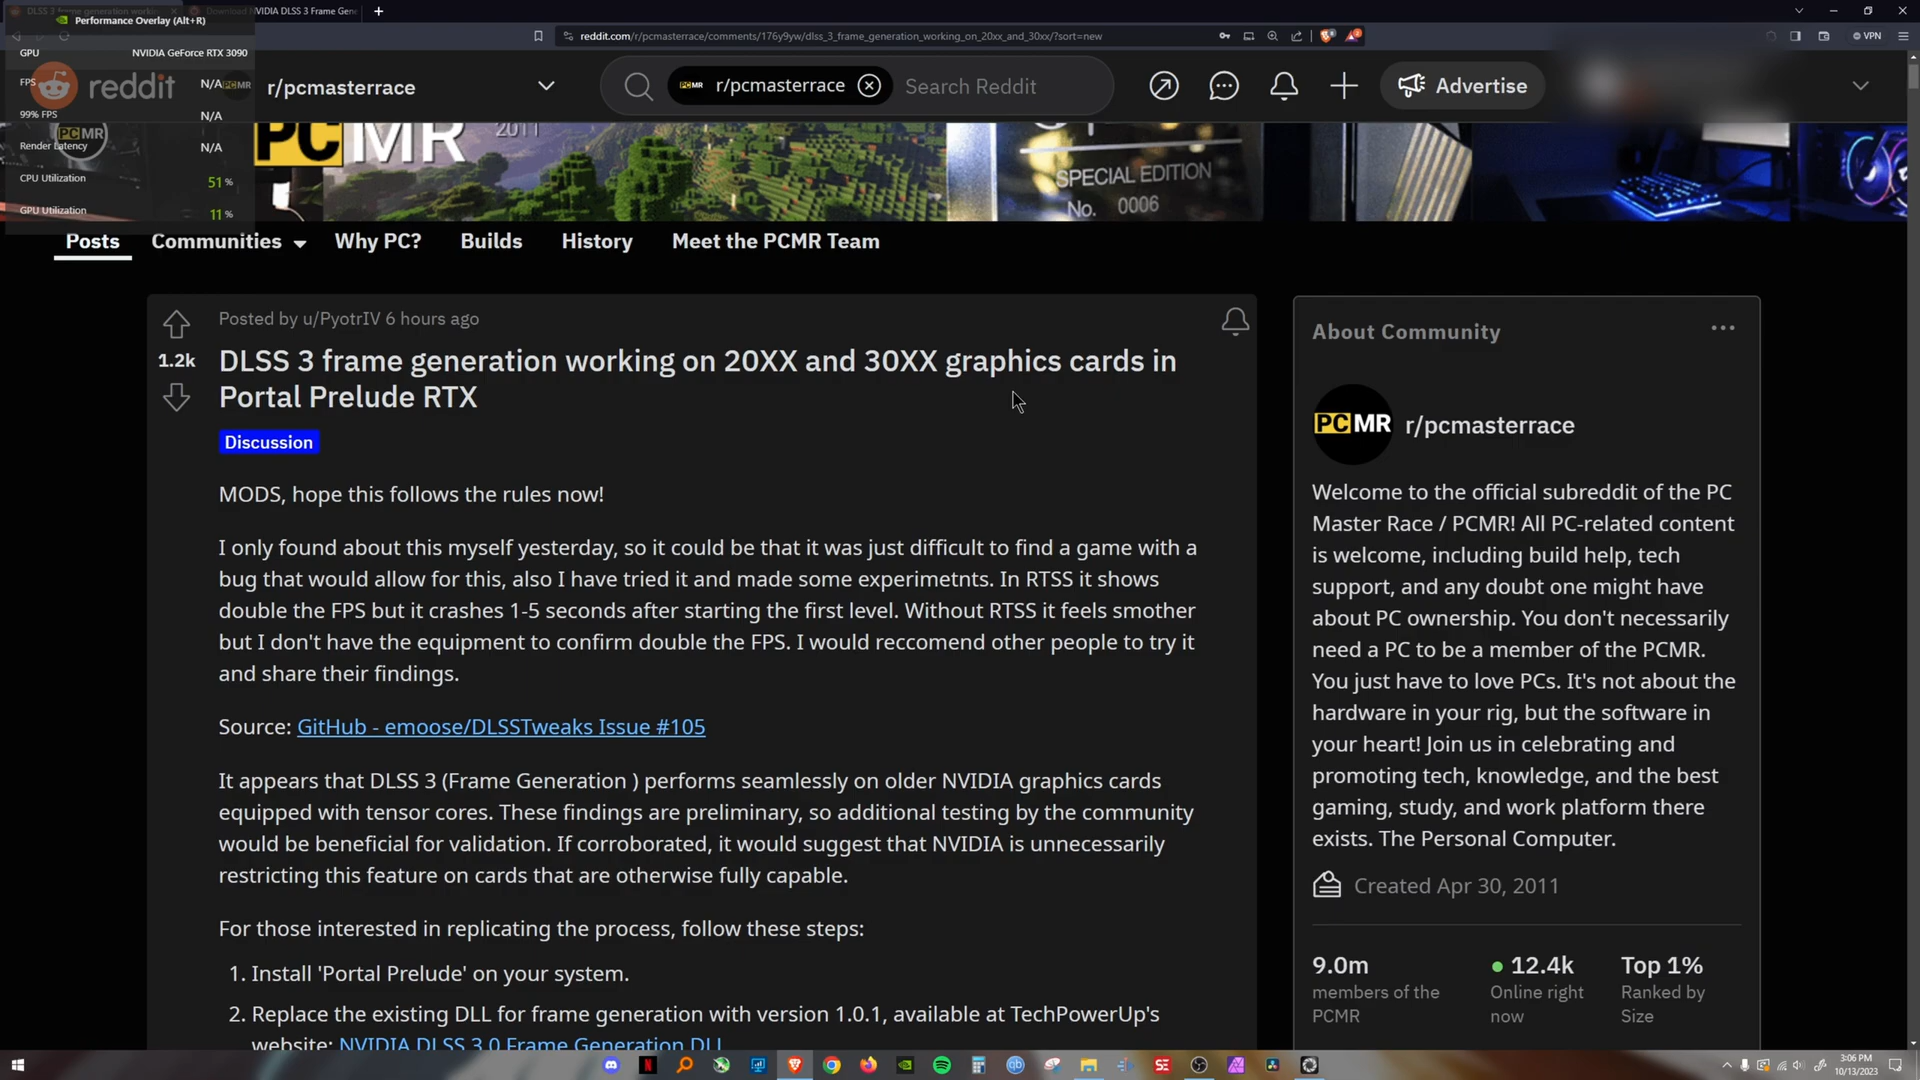 DLSS 3 frame generation workin
Download NVIDIA DLSS 3 Frame Gene
Performance Overlay (Alt+R)
reddit.com/r/pcmasterrace/comments/176y9yw/dlss_3_frame_generation_working_on_20xx_and_30xx/?sort=new
VPN
GPU NVIDIA GeForce RTX 3090
FPS N/A
99% FPS N/A
Render Latency N/A
CPU Utilization 51 %
GPU Utilization 11 %
reddit
PCMR r/pcmasterrace
PCMR r/pcmasterrace Search Reddit
Advertise
PCMR
PCMR 2011
SPECIAL EDITION
No. 0006
Posts Communities Why PC? Builds History Meet the PCMR Team
Posted by u/PyotrIV 6 hours ago
1.2k
DLSS 3 frame generation working on 20XX and 30XX graphics cards in
Portal Prelude RTX
Discussion
MODS, hope this follows the rules now!
I only found about this myself yesterday, so it could be that it was just difficult to find a game with a
bug that would allow for this, also I have tried it and made some experimetnts. In RTSS it shows
double the FPS but it crashes 1-5 seconds after starting the first level. Without RTSS it feels smother
but I don't have the equipment to confirm double the FPS. I would reccomend other people to try it
and share their findings.
Source: GitHub - emoose/DLSSTweaks Issue #105
It appears that DLSS 3 (Frame Generation ) performs seamlessly on older NVIDIA graphics cards
equipped with tensor cores. These findings are preliminary, so additional testing by the community
would be beneficial for validation. If corroborated, it would suggest that NVIDIA is unnecessarily
restricting this feature on cards that are otherwise fully capable.
For those interested in replicating the process, follow these steps:
1. Install 'Portal Prelude' on your system.
2. Replace the existing DLL for frame generation with version 1.0.1, available at TechPowerUp's
website: NVIDIA DLSS 3.0 Frame Generation DLL
About Community
PCMR r/pcmasterrace
Welcome to the official subreddit of the PC
Master Race / PCMR! All PC-related content
is welcome, including build help, tech
support, and any doubt one might have
about PC ownership. You don't necessarily
need a PC to be a member of the PCMR.
You just have to love PCs. It's not about the
hardware in your rig, but the software in
your heart! Join us in celebrating and
promoting tech, knowledge, and the best
gaming, study, and work platform there
exists. The Personal Computer.
Created Apr 30, 2011
9.0m 12.4k Top 1%
members of the Online right Ranked by
PCMR now Size
3:06 PM
10/13/2023